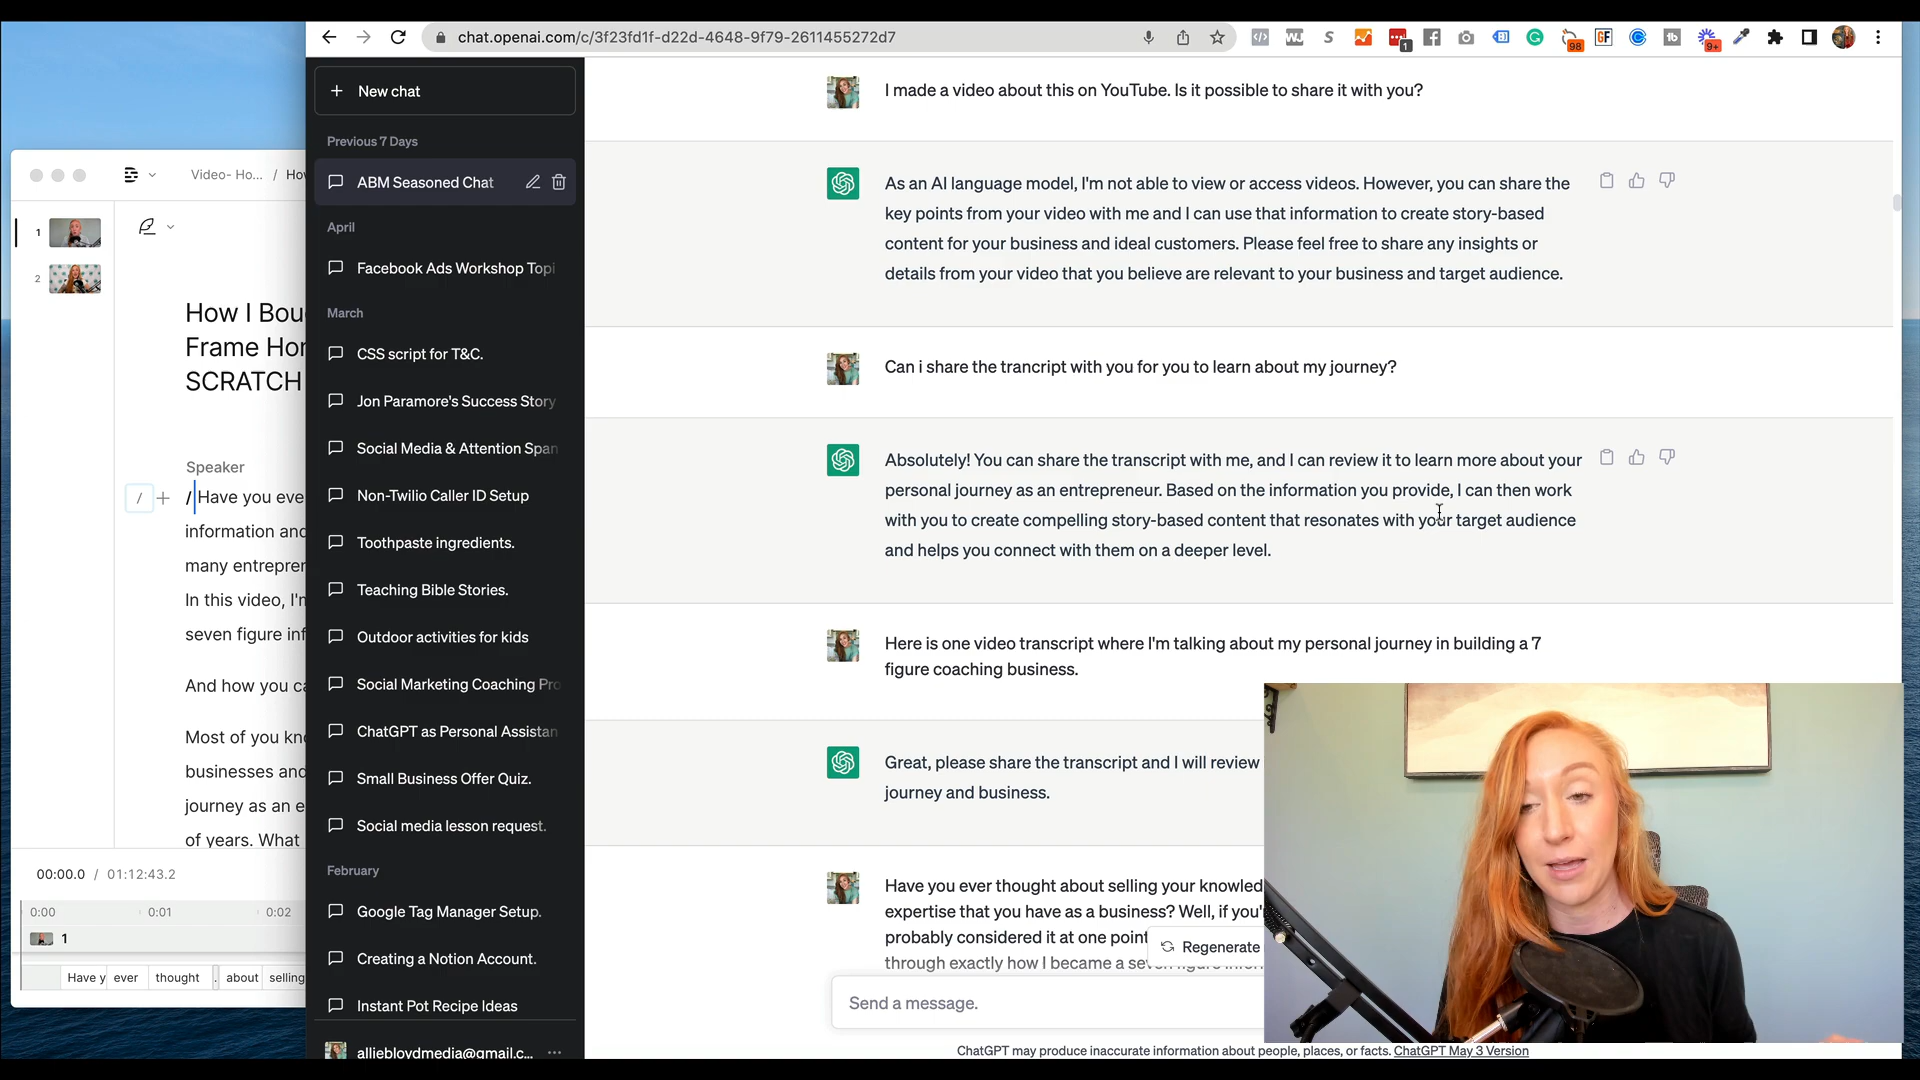 chat.openai.com/c/3f23fd1f-d22d-4648-9f79-2611455272d7
1
98
GF
tb
9+
New chat
Previous 7 Days
ABM Seasoned Chat
April
Facebook Ads Workshop Topi
March
CSS script for T&C.
Jon Paramore's Success Story
Social Media & Attention Span
Non-Twilio Caller ID Setup
Toothpaste ingredients.
Teaching Bible Stories.
Outdoor activities for kids
Social Marketing Coaching Pro
ChatGPT as Personal Assistan
Small Business Offer Quiz.
Social media lesson request.
February
Google Tag Manager Setup.
Creating a Notion Account.
Instant Pot Recipe Ideas
alliebloydmedia@gmail.c...
Video- Ho... / Hov
1
2
How I Bou
Frame Hor
SCRATCH
Speaker
/ + / Have you eve
information and
many entreprer
In this video, I'm
seven figure inf
And how you ca
Most of you kno
businesses and
journey as an e
of years. What
00:00.0 / 01:12:43.2
0:00 0:01 0:02
1
Have y ever thought . about selling
I made a video about this on YouTube. Is it possible to share it with you?
As an AI language model, I'm not able to view or access videos. However, you can share the
key points from your video with me and I can use that information to create story-based
content for your business and ideal customers. Please feel free to share any insights or
details from your video that you believe are relevant to your business and target audience.
Can i share the trancript with you for you to learn about my journey?
Absolutely! You can share the transcript with me, and I can review it to learn more about your
personal journey as an entrepreneur. Based on the information you provide, I can then work
with you to create compelling story-based content that resonates with your target audience
and helps you connect with them on a deeper level.
Here is one video transcript where I'm talking about my personal journey in building a 7
figure coaching business.
Great, please share the transcript and I will review
journey and business.
Have you ever thought about selling your knowled
expertise that you have as a business? Well, if you'
probably considered it at one point
through exactly how I became a seven figure infor
Regenerate
Send a message.
ChatGPT may produce inaccurate information about people, places, or facts. ChatGPT May 3 Version